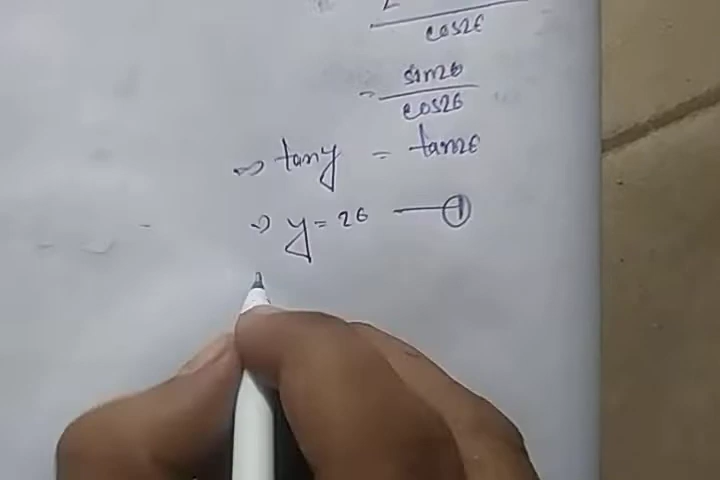 cos2θ
= sin2θ / cos2θ
⇒ tany = tan2θ
⇒ y = 2θ —— ①